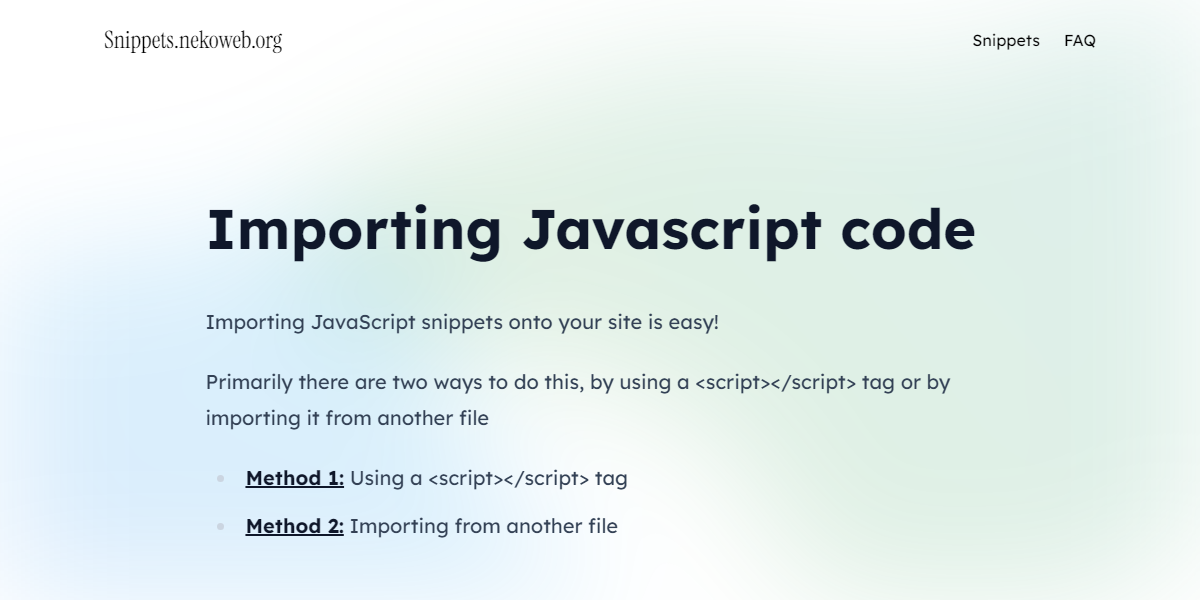 Snippets.nekoweb.org
Snippets FAQ
Importing Javascript code
Importing JavaScript snippets onto your site is easy!
Primarily there are two ways to do this, by using a <script></script> tag or by
importing it from another file
Method 1: Using a <script></script> tag
Method 2: Importing from another file